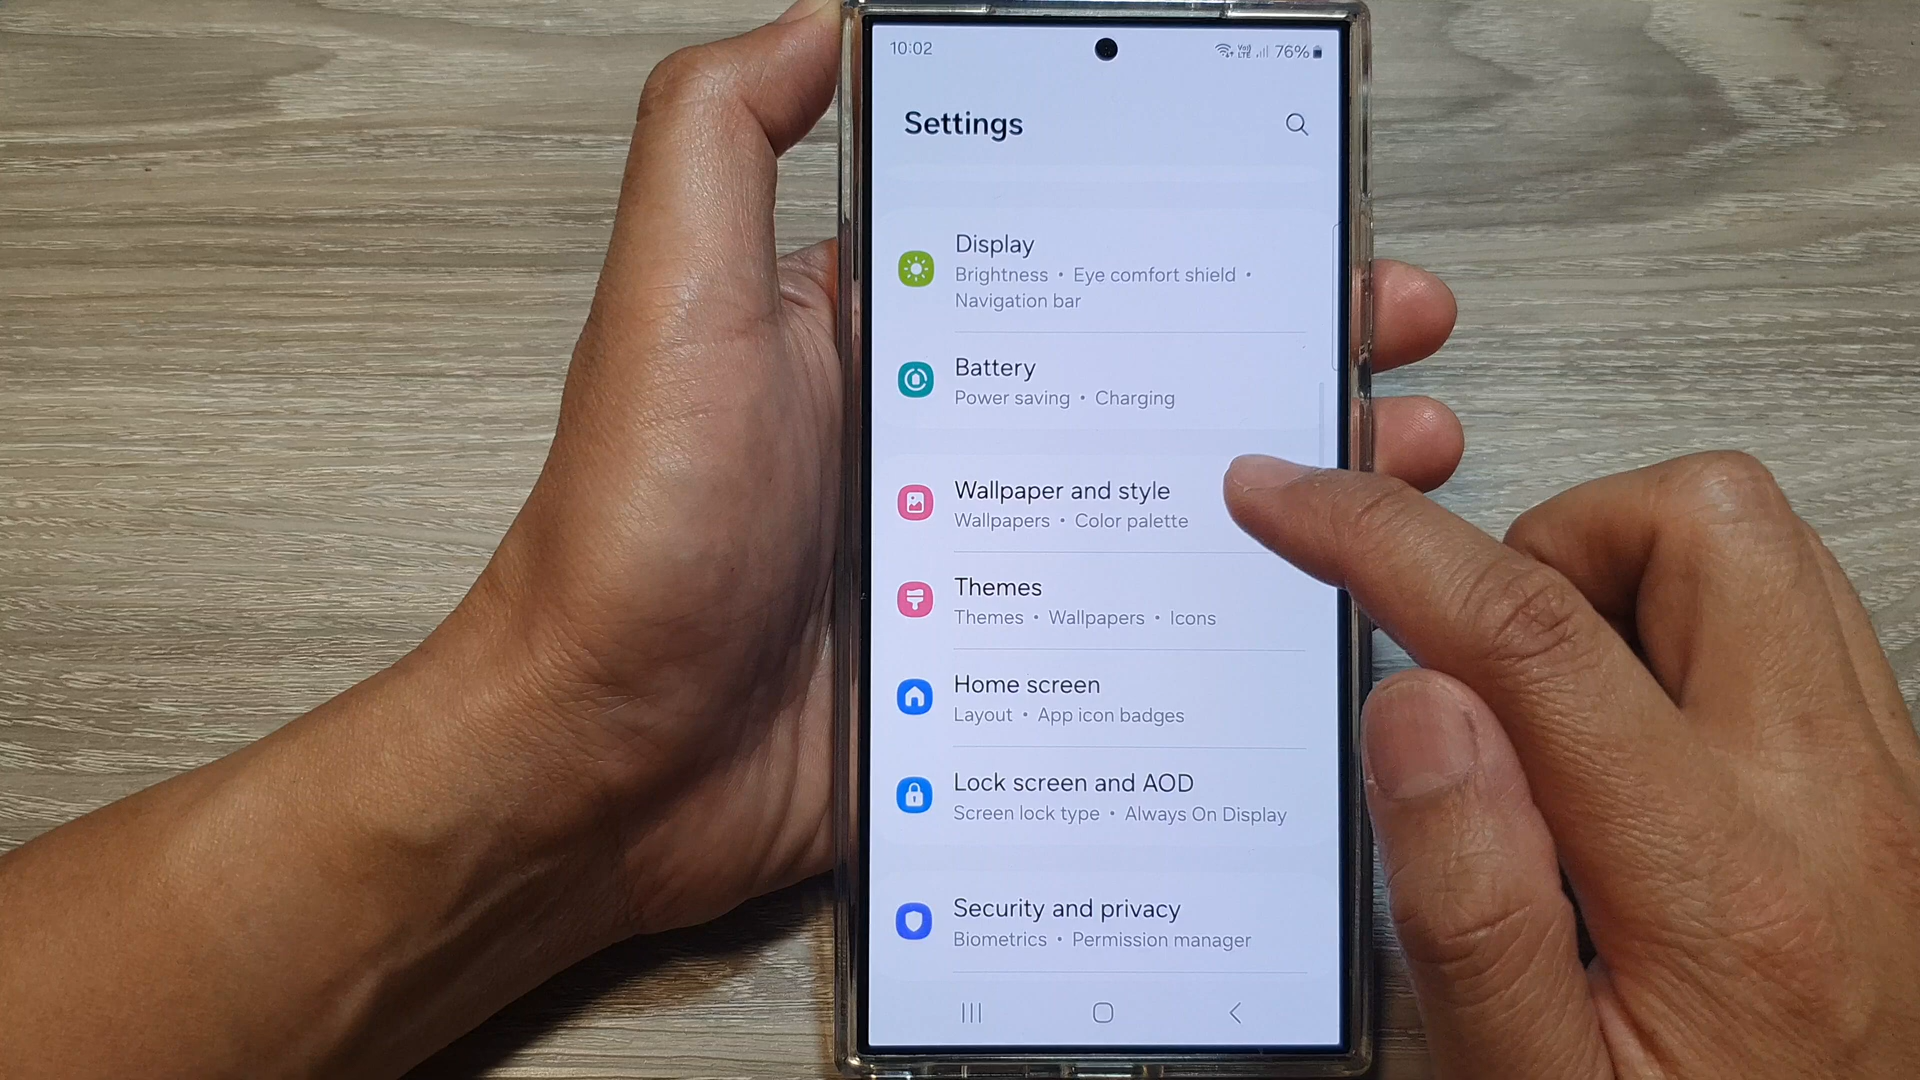 10:02
Vo)) LTE 76%
Settings
Display
Brightness • Eye comfort shield •
Navigation bar
Battery
Power saving • Charging
Wallpaper and style
Wallpapers • Color palette
Themes
Themes • Wallpapers • Icons
Home screen
Layout • App icon badges
Lock screen and AOD
Screen lock type • Always On Display
Security and privacy
Biometrics • Permission manager